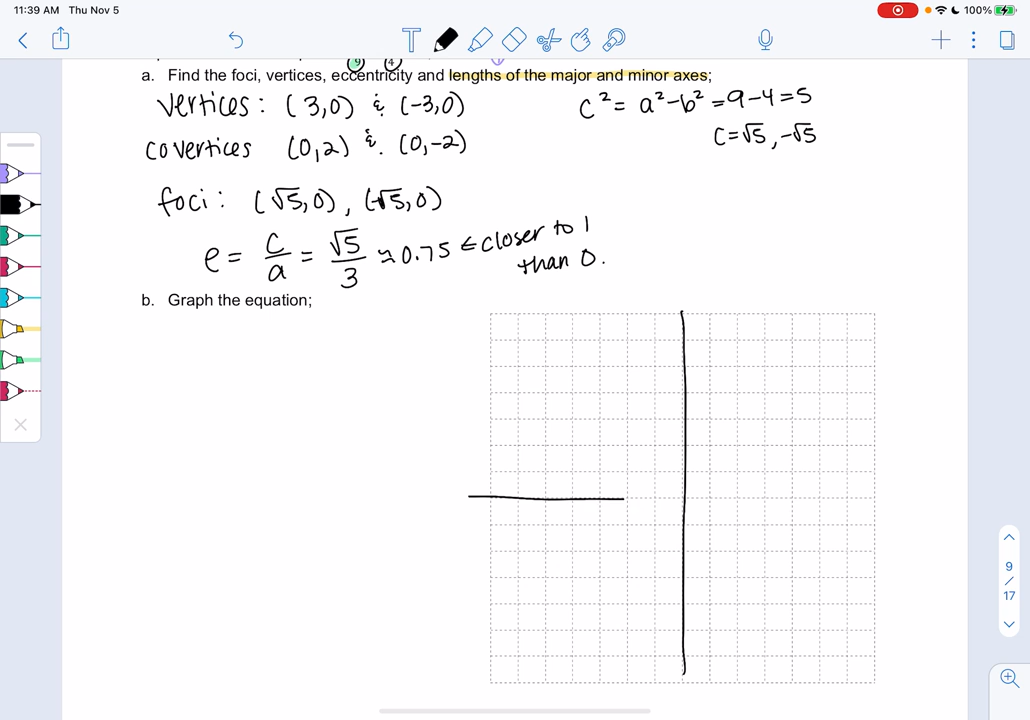 11:39 AM Thu Nov 5
100%
T
9 4
a. Find the foci, vertices, eccentricity and lengths of the major and minor axes;
vertices: (3,0) & (-3,0)
c² = a²-b² = 9-4=5
c=√5, -√5
covertices (0,2) &. (0,-2)
foci: (√5,0), (-√5,0)
e = c/a = √5/3 ≈ 0.75 ← closer to 1
than 0.
b. Graph the equation;
9
/
17